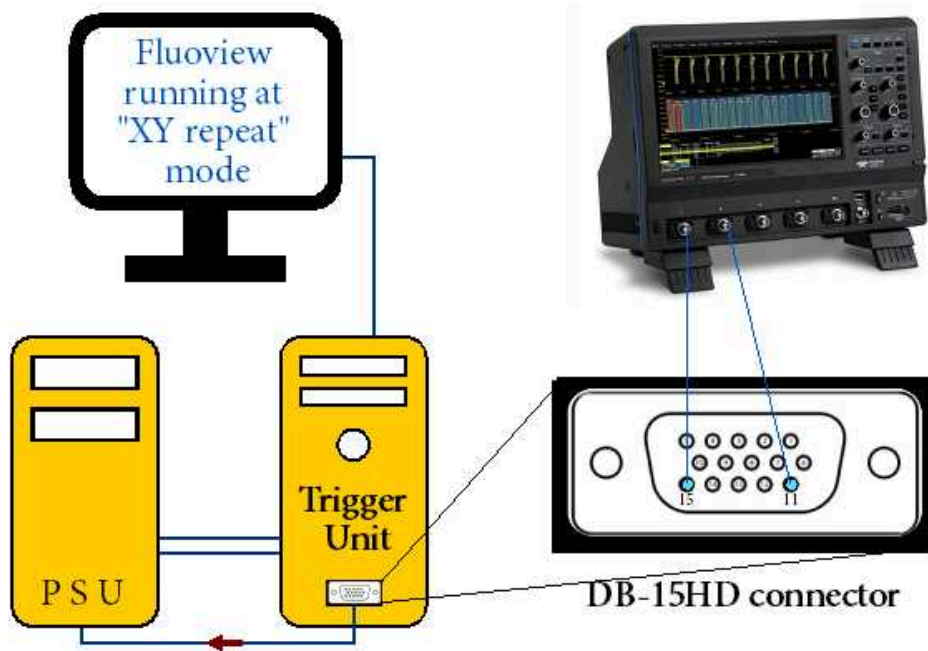 Fluoview
running at
"XY repeat"
mode
Trigger
Unit
P S U
15
11
DB-15HD connector